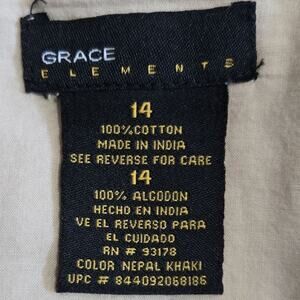 GRACE
ELEMENTS
14
100% COTTON
MADE IN INDIA
SEE REVERSE FOR CARE
14
100% ALGODON
HECHO EN INDIA
VE EL REVERSO PARA
EL CUIDADO
RN # 93178
COLOR NEPAL KHAKI
UPC # 844092068186